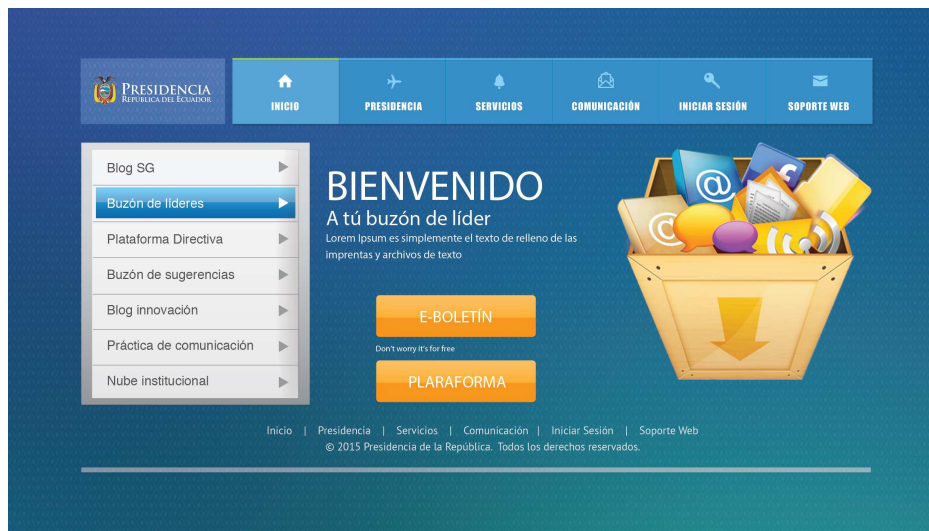 PRESIDENCIA
REPÚBLICA DEL ECUADOR
INICIO
PRESIDENCIA
SERVICIOS
COMUNICACIÓN
INICIAR SESIÓN
SOPORTE WEB
Blog SG
Buzón de líderes
Plataforma Directiva
Buzón de sugerencias
Blog innovación
Práctica de comunicación
Nube institucional
BIENVENIDO
A tú buzón de líder
Lorem Ipsum es simplemente el texto de relleno de las
imprentas y archivos de texto
E-BOLETÍN
Don't worry it's for free
PLARAFORMA
@
@
f
Inicio | Presidencia | Servicios | Comunicación | Iniciar Sesión | Soporte Web
© 2015 Presidencia de la República. Todos los derechos reservados.